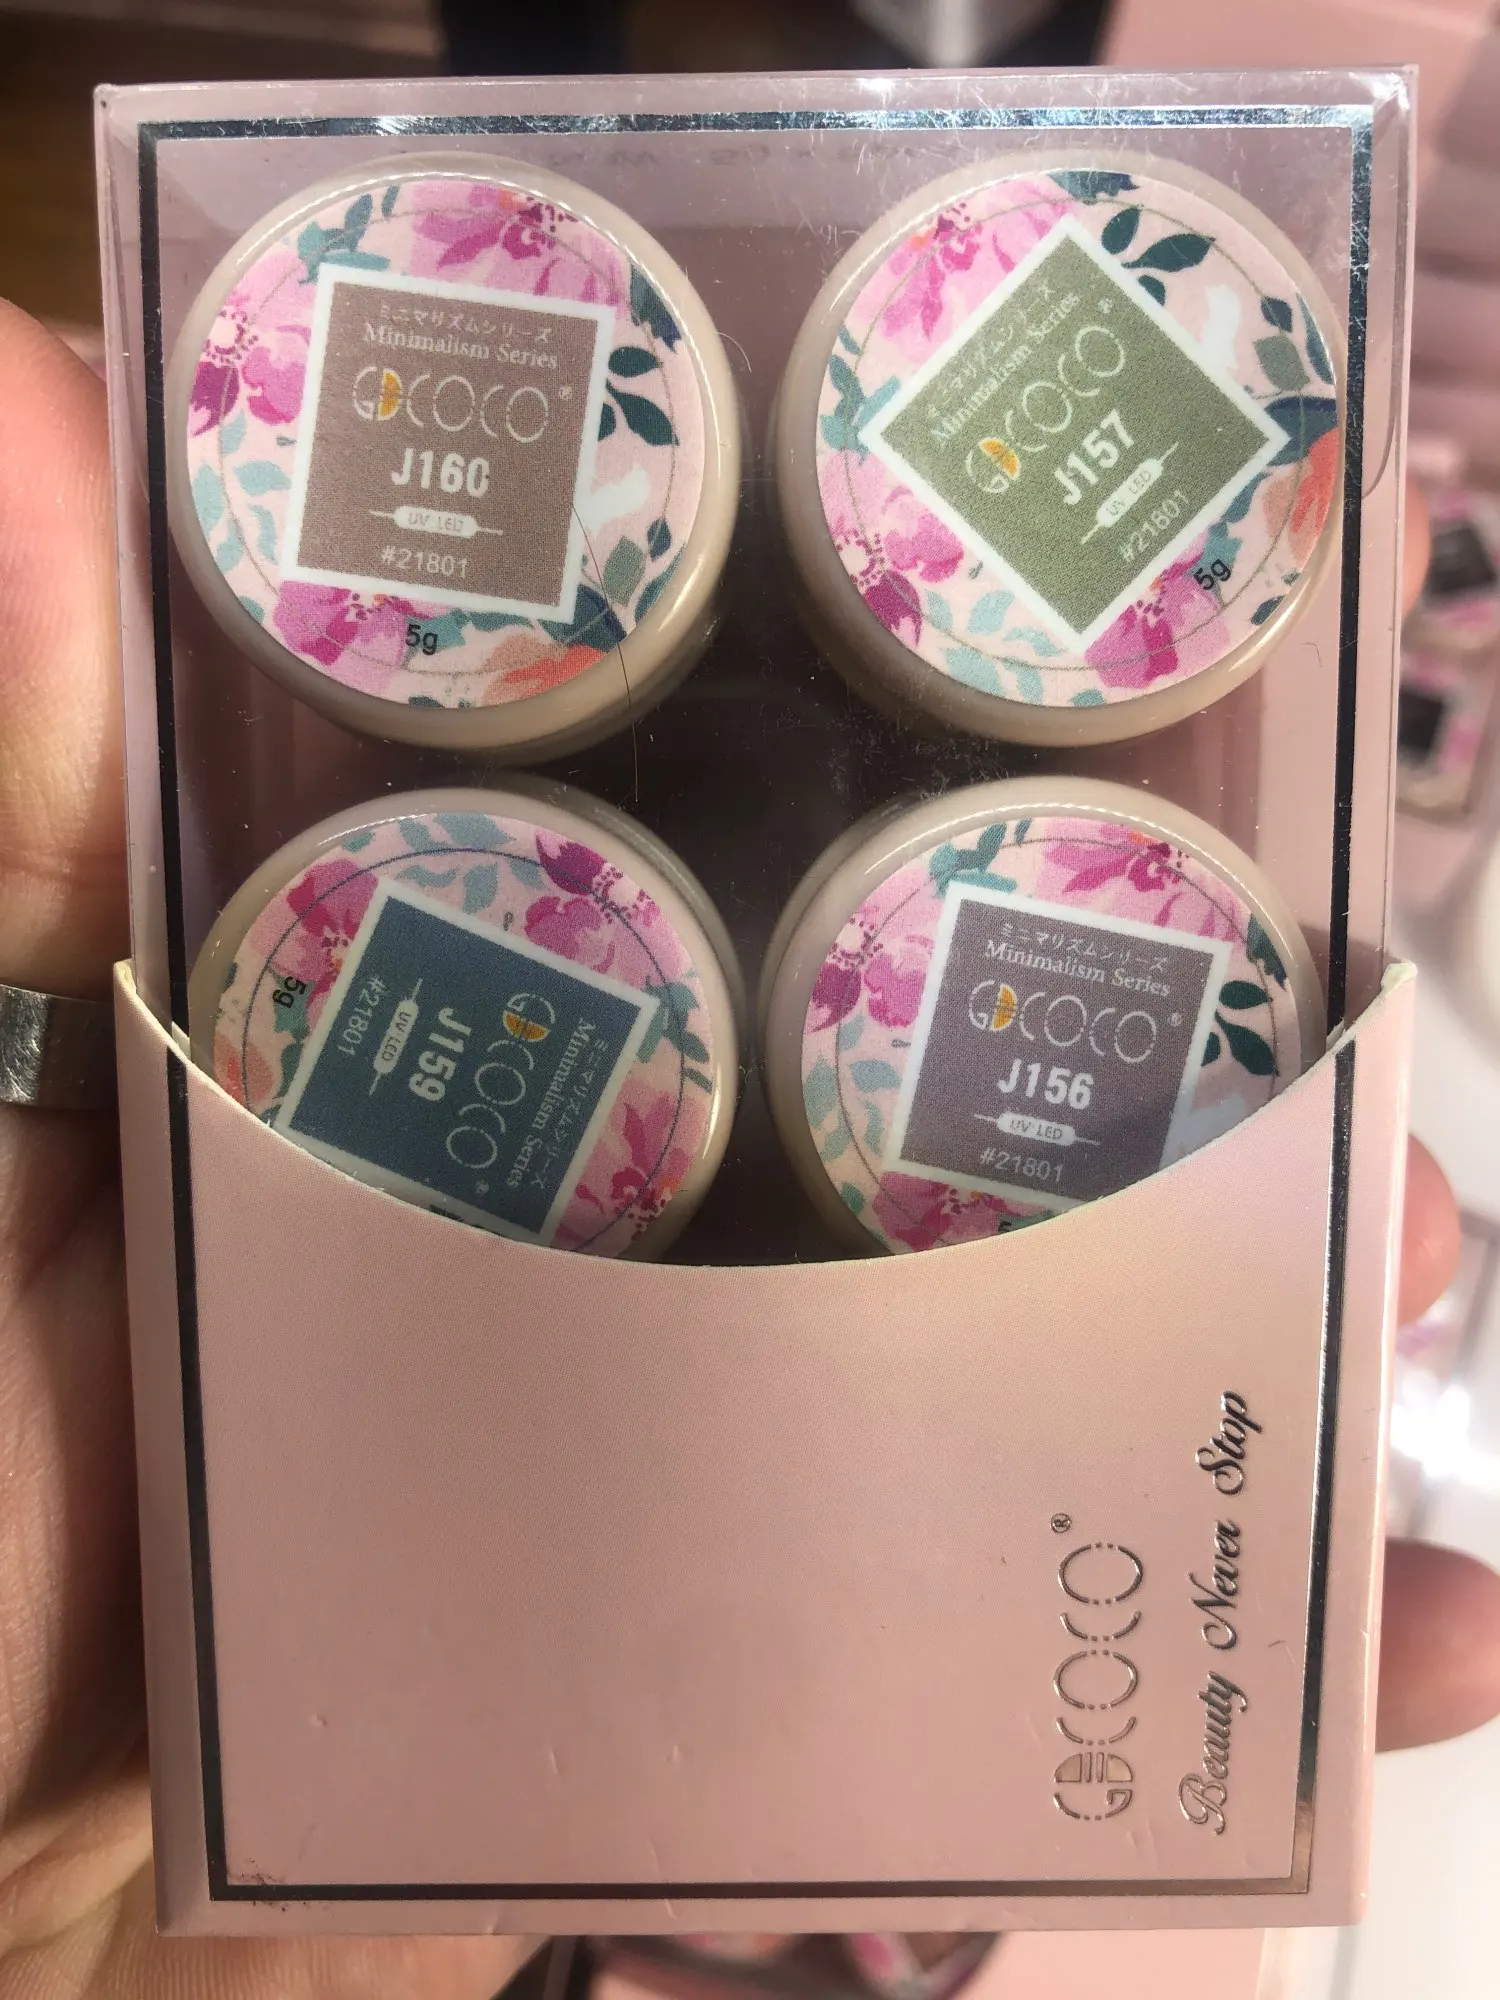 ミニマリズムシリーズ
Minimalism Series
GDCOCO®
J160
UV LED
#21801
5g
ミニマリズムシリーズ
Minimalism Series
GDCOCO®
J157
UV LED
#21801
5g
ミニマリズムシリーズ
Minimalism Series
GDCOCO®
J159
UV LED
#21801
5g
ミニマリズムシリーズ
Minimalism Series
GDCOCO®
J156
UV LED
#21801
GDCOCO®
Beauty Never Stop